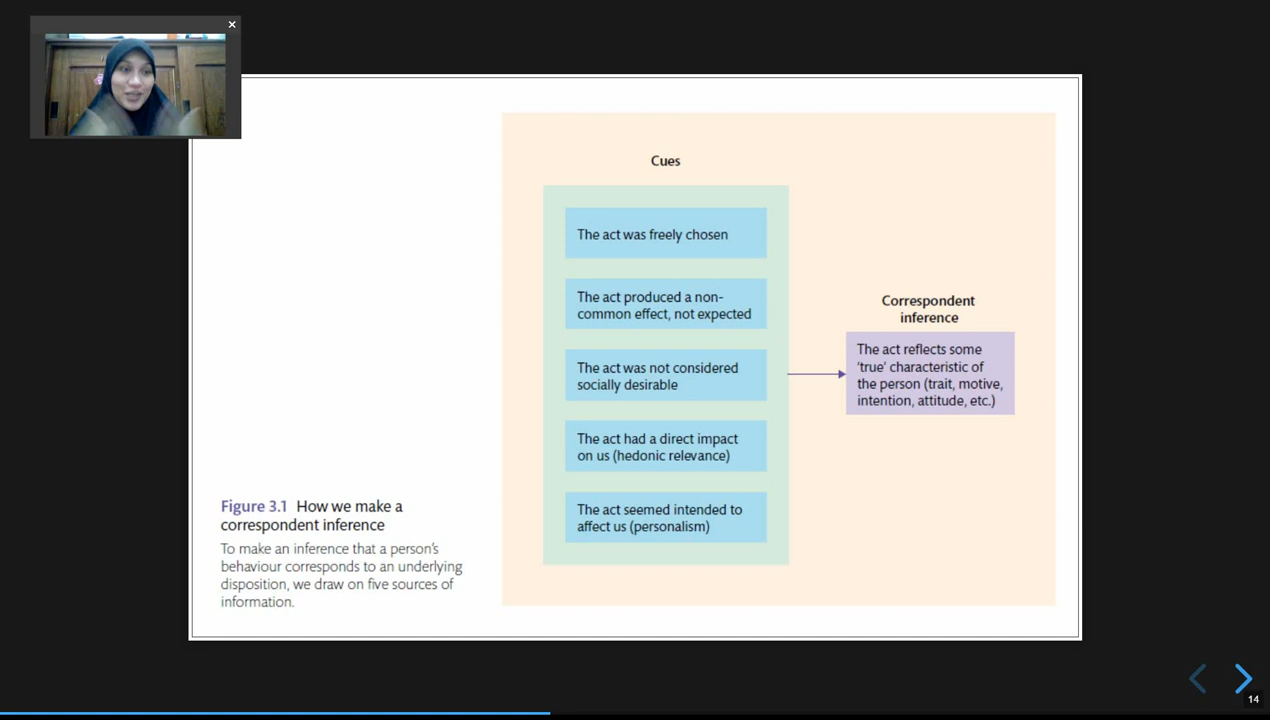 Cues
The act was freely chosen
The act produced a non-
common effect, not expected
The act was not considered
socially desirable
The act had a direct impact
on us (hedonic relevance)
The act seemed intended to
affect us (personalism)
Correspondent
inference
The act reflects some
‘true’ characteristic of
the person (trait, motive,
intention, attitude, etc.)
Figure 3.1 How we make a
correspondent inference
To make an inference that a person’s
behaviour corresponds to an underlying
disposition, we draw on five sources of
information.
14